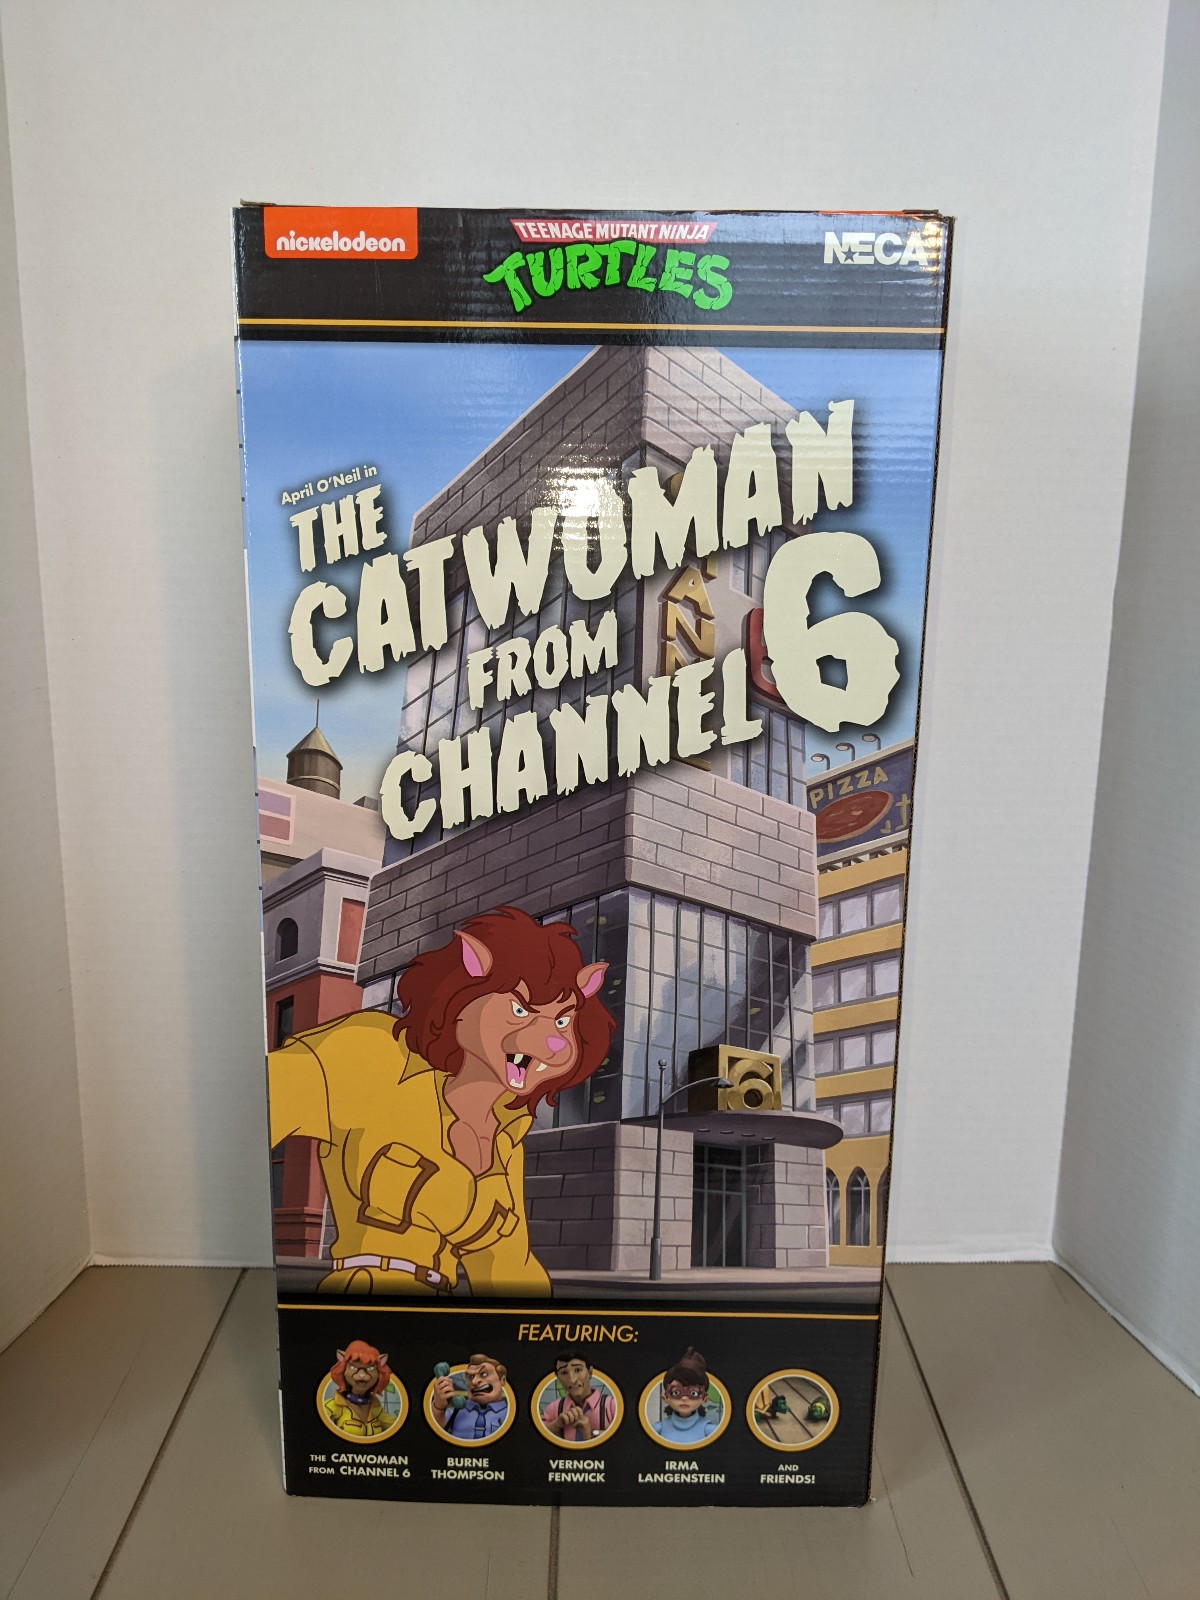 nickelodeon
TEENAGE MUTANT NINJA
TURTLES
NECA
April O'Neil in
THE
CATWOMAN
FROM
CHANNEL 6
PIZZA
6
FEATURING:
THE CATWOMAN
FROM CHANNEL 6
BURNE
THOMPSON
VERNON
FENWICK
IRMA
LANGENSTEIN
AND
FRIENDS!